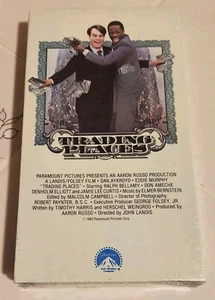 TRADING
PLACES
PARAMOUNT PICTURES PRESENTS AN AARON RUSSO PRODUCTION
A LANDIS/FOLSEY FILM · DAN AYKROYD · EDDIE MURPHY
"TRADING PLACES" · Starring RALPH BELLAMY · DON AMECHE
DENHOLM ELLIOTT and JAMIE LEE CURTIS · Music by ELMER BERNSTEIN
Edited by MALCOLM CAMPBELL · Director of Photography
ROBERT PAYNTER, B.S.C. · Executive Producer GEORGE FOLSEY, JR.
Written by TIMOTHY HARRIS and HERSCHEL WEINGROD · Produced by
AARON RUSSO · Directed by JOHN LANDIS